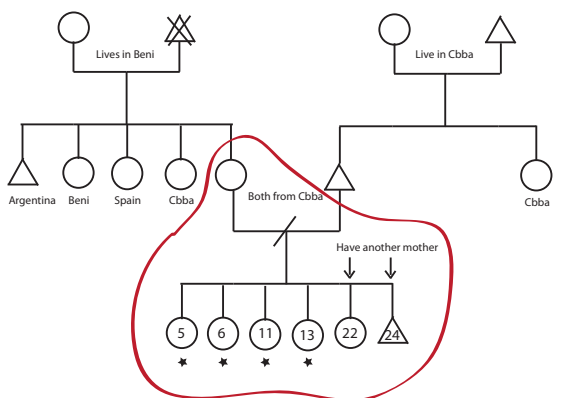 Lives in Beni
Live in Cbba
Argentina
Beni
Spain
Cbba
Both from Cbba
Cbba
Have another mother
5
6
11
13
22
24